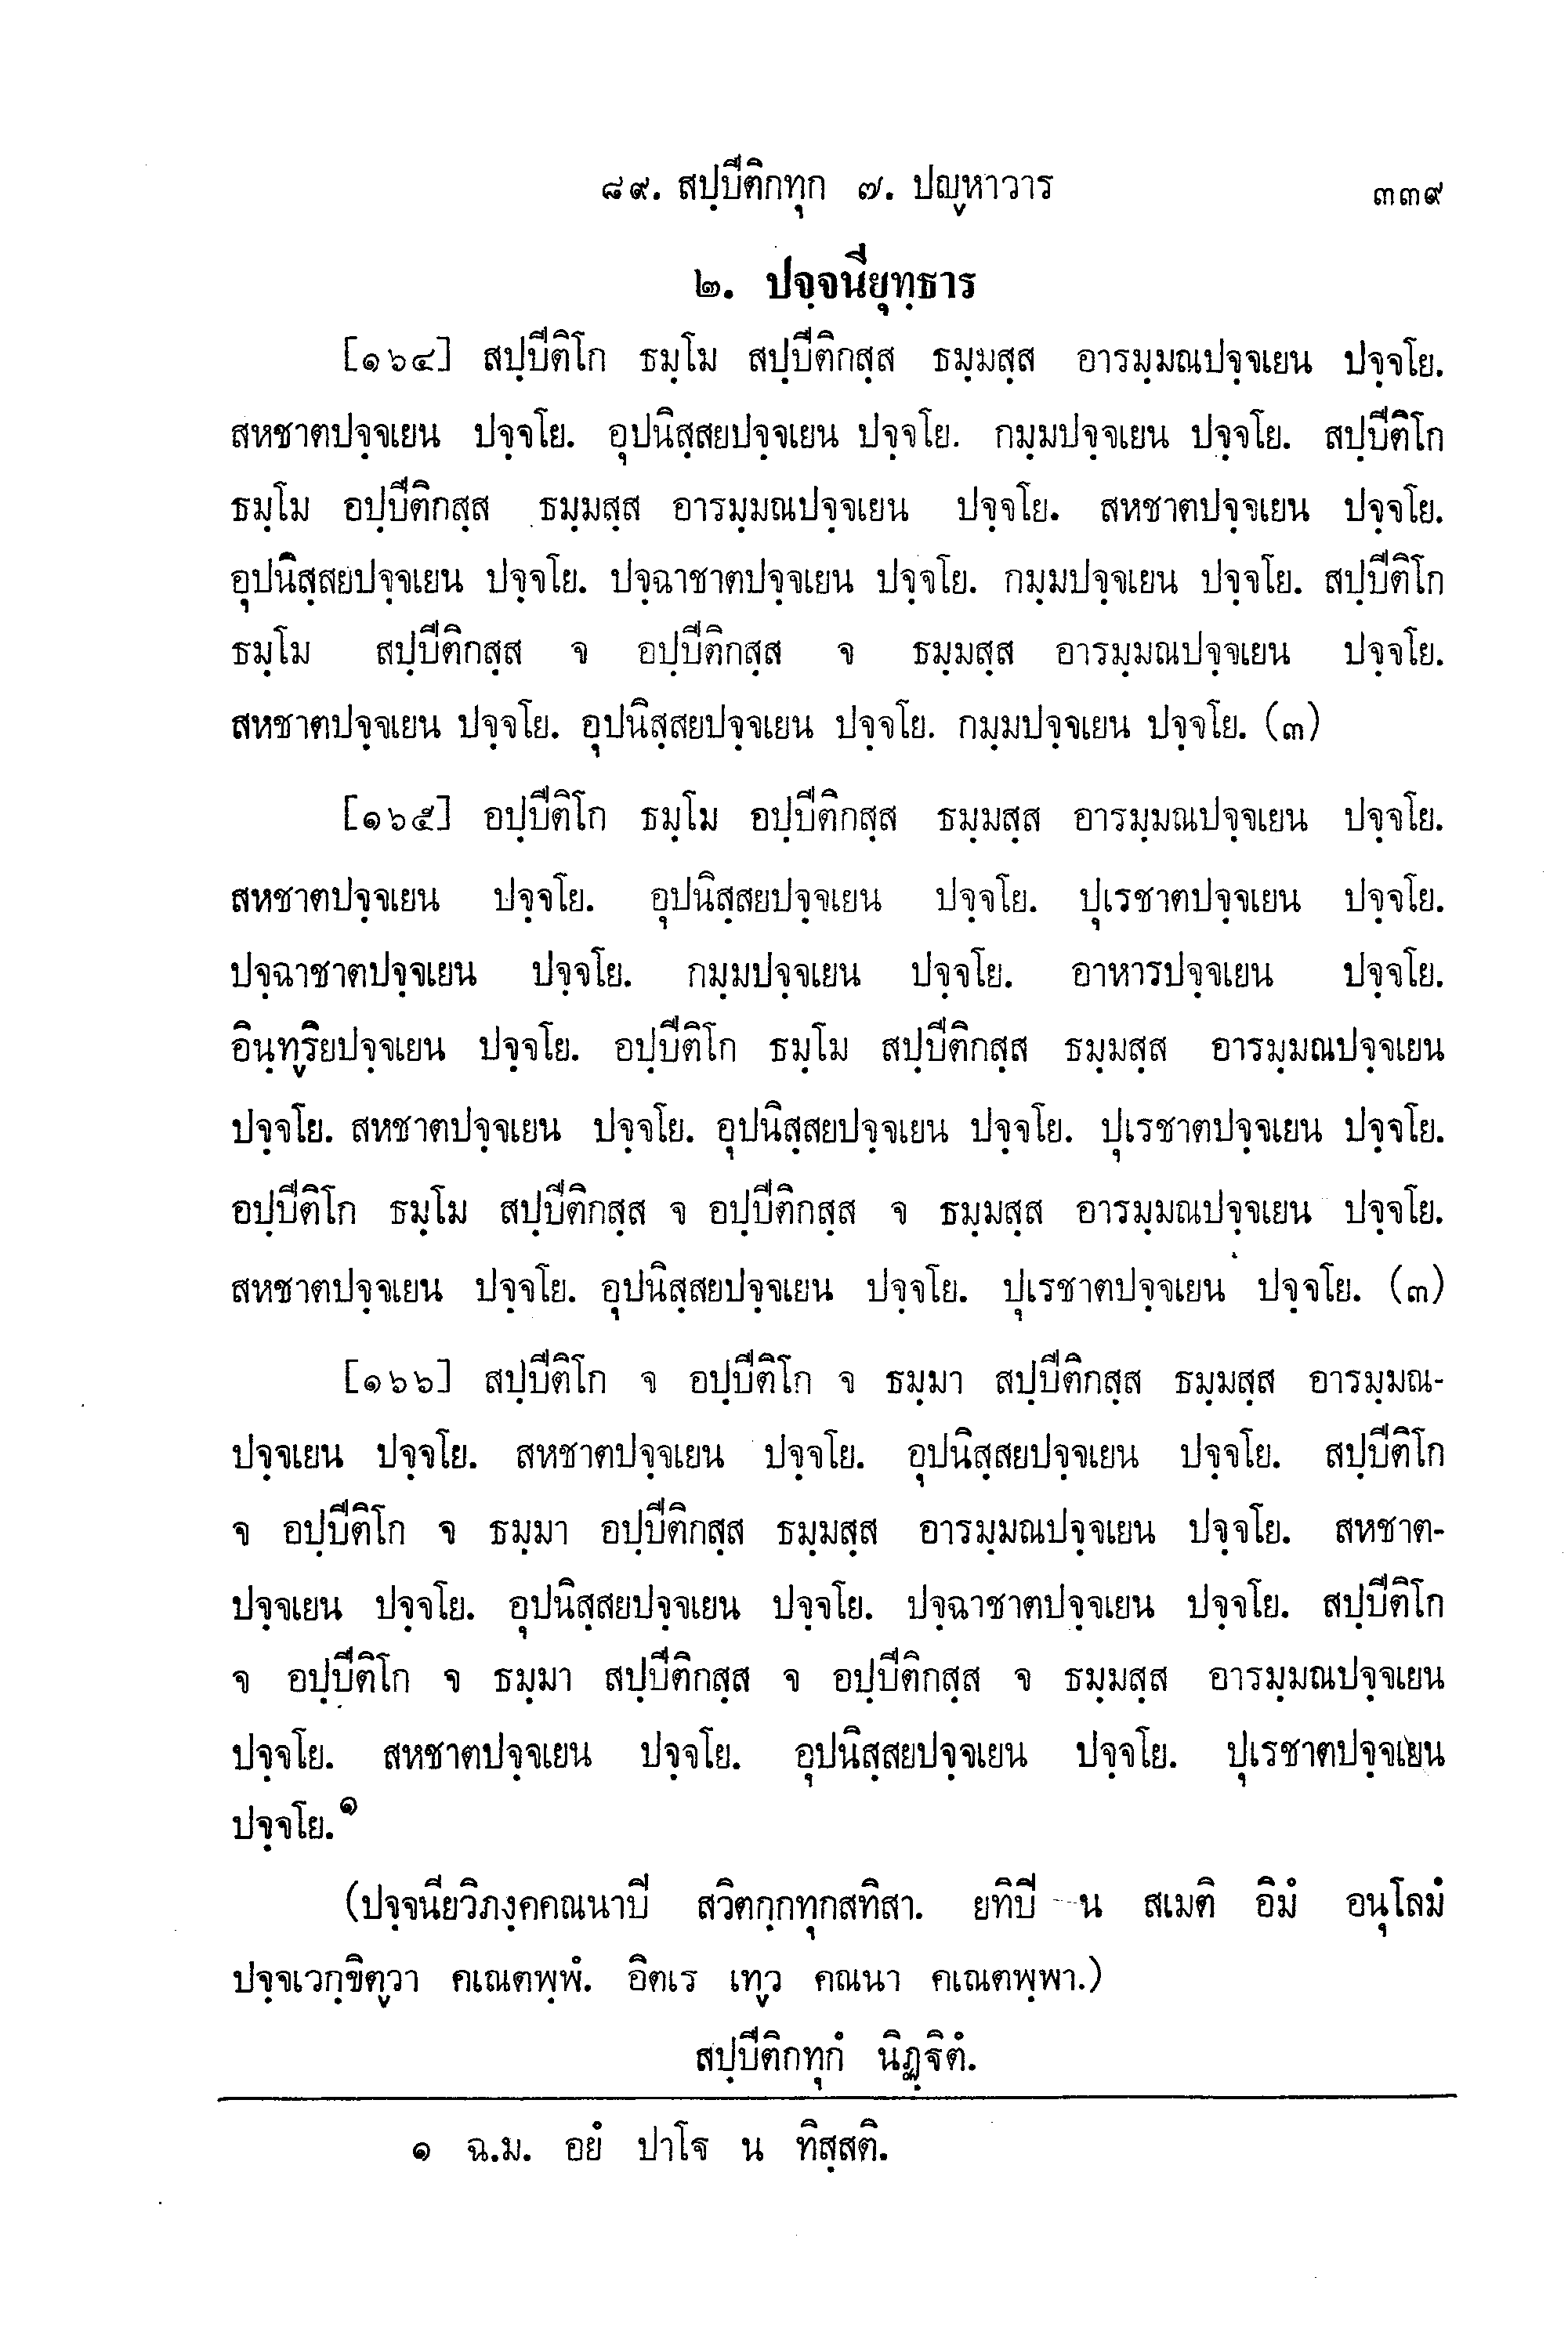 ๘๙. สปฺปีติกทุก ๗. ปญฺหาวาร ๓๓๙
๒. ปจฺจนียุทฺธาร
[๑๖๔] สปฺปีติโก ธมฺโม สปฺปีติกสฺส ธมฺมสฺส อารมฺมณปจฺจเยน ปจฺจโย.
สหชาตปจฺจเยน ปจฺจโย. อุปนิสฺสยปจฺจเยน ปจฺจโย. กมฺมปจฺจเยน ปจฺจโย. สปฺปีติโก
ธมฺโม อปฺปีติกสฺส ธมฺมสฺส อารมฺมณปจฺจเยน ปจฺจโย. สหชาตปจฺจเยน ปจฺจโย.
อุปนิสฺสยปจฺจเยน ปจฺจโย. ปจฺฉาชาตปจฺจเยน ปจฺจโย. กมฺมปจฺจเยน ปจฺจโย. สปฺปีติโก
ธมฺโม สปฺปีติกสฺส จ อปฺปีติกสฺส จ ธมฺมสฺส อารมฺมณปจฺจเยน ปจฺจโย.
สหชาตปจฺจเยน ปจฺจโย. อุปนิสฺสยปจฺจเยน ปจฺจโย. กมฺมปจฺจเยน ปจฺจโย. (๓)
[๑๖๕] อปฺปีติโก ธมฺโม อปฺปีติกสฺส ธมฺมสฺส อารมฺมณปจฺจเยน ปจฺจโย.
สหชาตปจฺจเยน ปจฺจโย. อุปนิสฺสยปจฺจเยน ปจฺจโย. ปุเรชาตปจฺจเยน ปจฺจโย.
ปจฺฉาชาตปจฺจเยน ปจฺจโย. กมฺมปจฺจเยน ปจฺจโย. อาหารปจฺจเยน ปจฺจโย.
อินฺทฺริยปจฺจเยน ปจฺจโย. อปฺปีติโก ธมฺโม สปฺปีติกสฺส ธมฺมสฺส อารมฺมณปจฺจเยน
ปจฺจโย. สหชาตปจฺจเยน ปจฺจโย. อุปนิสฺสยปจฺจเยน ปจฺจโย. ปุเรชาตปจฺจเยน ปจฺจโย.
อปฺปีติโก ธมฺโม สปฺปีติกสฺส จ อปฺปีติกสฺส จ ธมฺมสฺส อารมฺมณปจฺจเยน ปจฺจโย.
สหชาตปจฺจเยน ปจฺจโย. อุปนิสฺสยปจฺจเยน ปจฺจโย. ปุเรชาตปจฺจเยน ปจฺจโย. (๓)
[๑๖๖] สปฺปีติโก จ อปฺปีติโก จ ธมฺมา สปฺปีติกสฺส ธมฺมสฺส อารมฺมณ-
ปจฺจเยน ปจฺจโย. สหชาตปจฺจเยน ปจฺจโย. อุปนิสฺสยปจฺจเยน ปจฺจโย. สปฺปีติโก
จ อปฺปีติโก จ ธมฺมา อปฺปีติกสฺส ธมฺมสฺส อารมฺมณปจฺจเยน ปจฺจโย. สหชาต-
ปจฺจเยน ปจฺจโย. อุปนิสฺสยปจฺจเยน ปจฺจโย. ปจฺฉาชาตปจฺจเยน ปจฺจโย. สปฺปีติโก
จ อปฺปีติโก จ ธมฺมา สปฺปีติกสฺส จ อปฺปีติกสฺส จ ธมฺมสฺส อารมฺมณปจฺจเยน
ปจฺจโย. สหชาตปจฺจเยน ปจฺจโย. อุปนิสฺสยปจฺจเยน ปจฺจโย. ปุเรชาตปจฺจเยน
ปจฺจโย.๑
(ปจฺจนียวิภงฺคคณนาปี สวิตกฺกทุกสทิสา. ยทิปี น สเมติ อิมํ อนุโลมํ
ปจฺจเวกฺขิตฺวา คเณตพฺพํ. อิตเร เทฺว คณนา คเณตพฺพา.)
สปฺปีติกทุกํ นิฏฺฐิตํ.
๑ ฉ.ม. อยํ ปาโฐ น ทิสฺสติ.